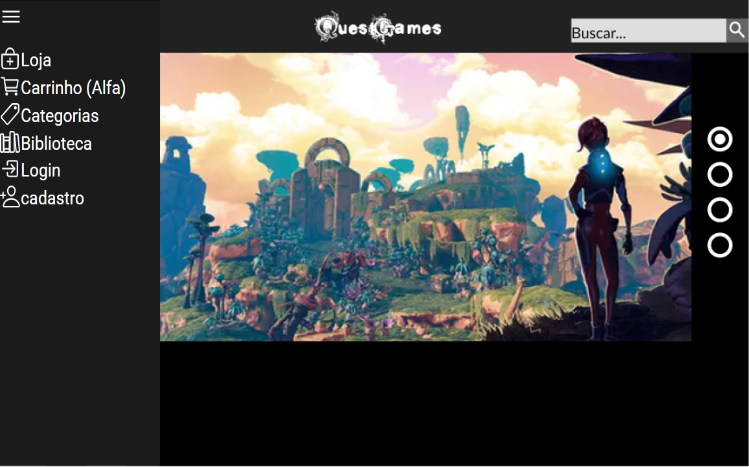 QuestGames
Buscar...
Loja
Carrinho (Alfa)
Categorias
Biblioteca
Login
cadastro